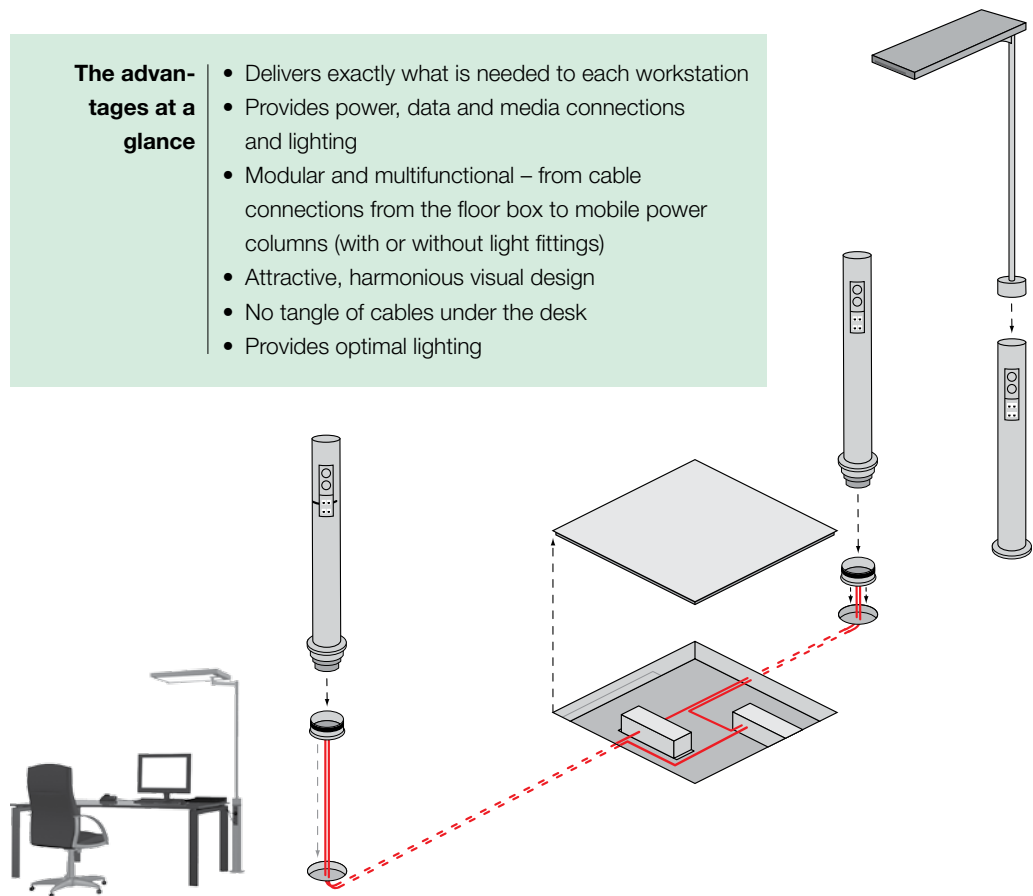 The advan-
tages at a
glance
• Delivers exactly what is needed to each workstation
• Provides power, data and media connections
and lighting
• Modular and multifunctional – from cable
connections from the floor box to mobile power
columns (with or without light fittings)
• Attractive, harmonious visual design
• No tangle of cables under the desk
• Provides optimal lighting